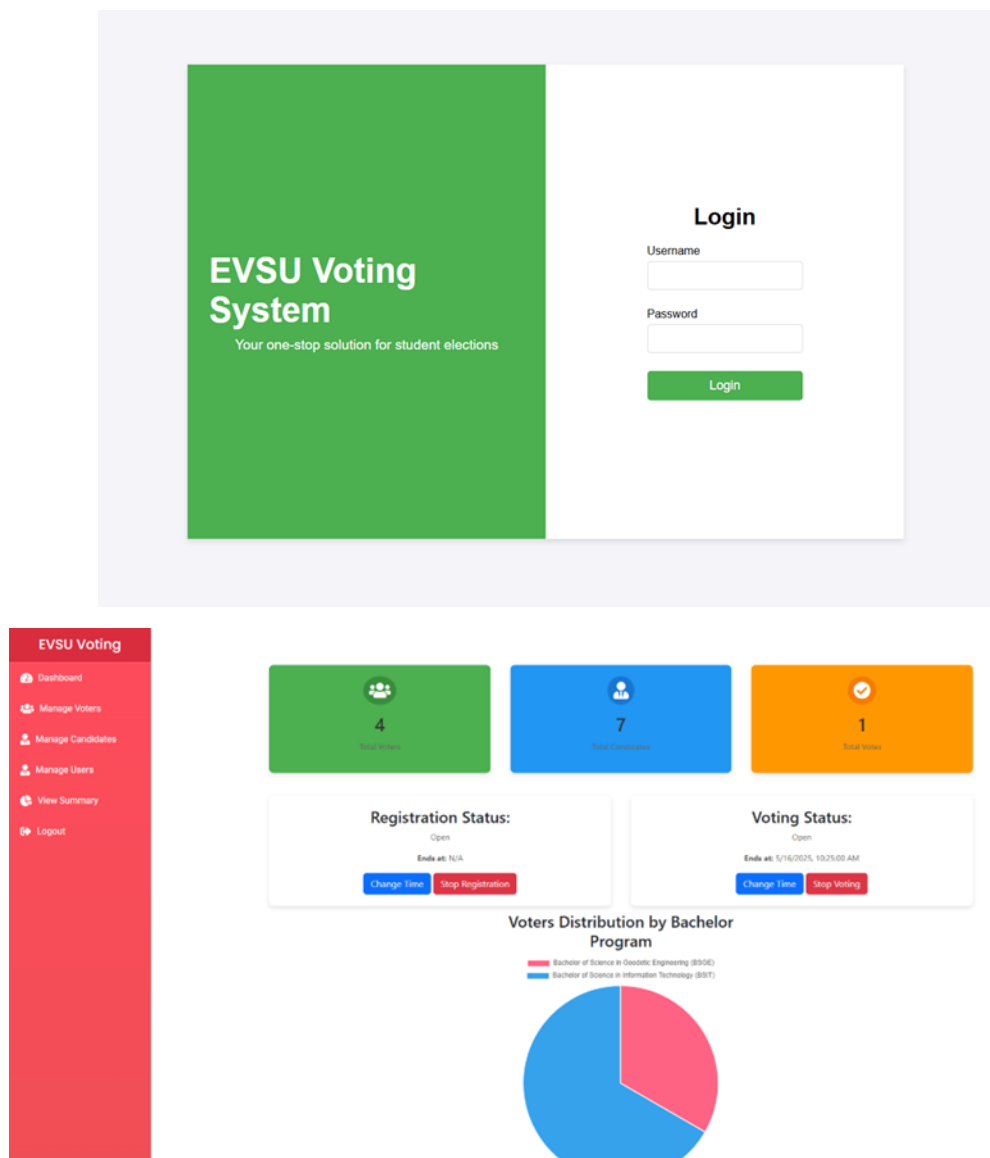 Login
Username
EVSU Voting
System
Password
Your one-stop solution for student elections
Login
EVSU Voting
Dashboard
Manage Voters
Manage Candidates
Manage Users
View Summary
Logout
4
Total Voters
7
Total Candidates
1
Total Votes
Registration Status:
Open
Ends at: N/A
Change Time
Stop Registration
Voting Status:
Open
Ends at: 5/16/2025, 10:25:00 AM
Change Time
Stop Voting
Voters Distribution by Bachelor
Program
Bachelor of Science in Geodetic Engineering (BSGE)
Bachelor of Science in Information Technology (BSIT)